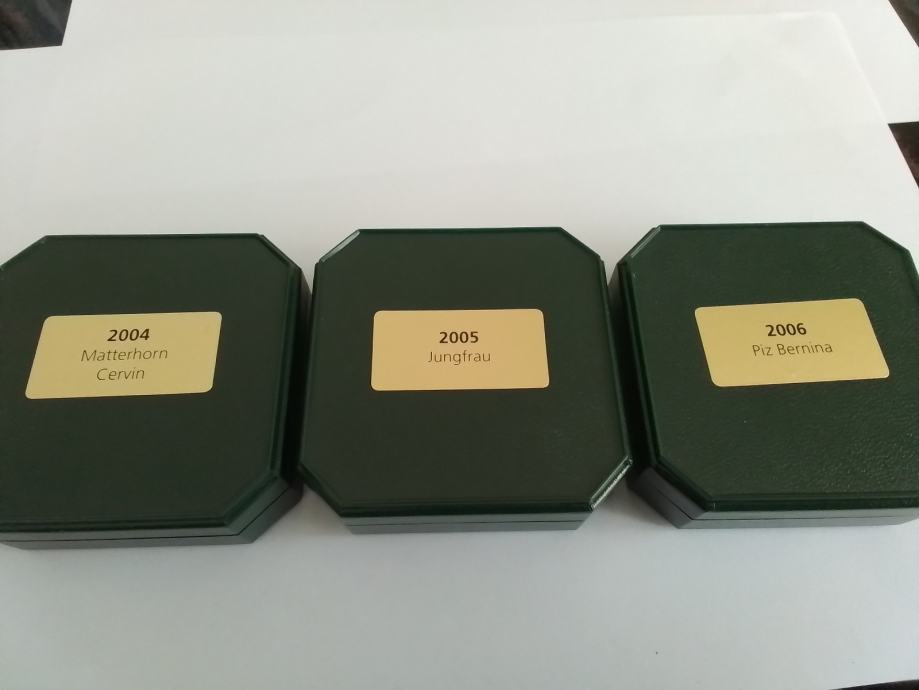 2004
Matterhorn
Cervin
2005
Jungfrau
2006
Piz Bernina